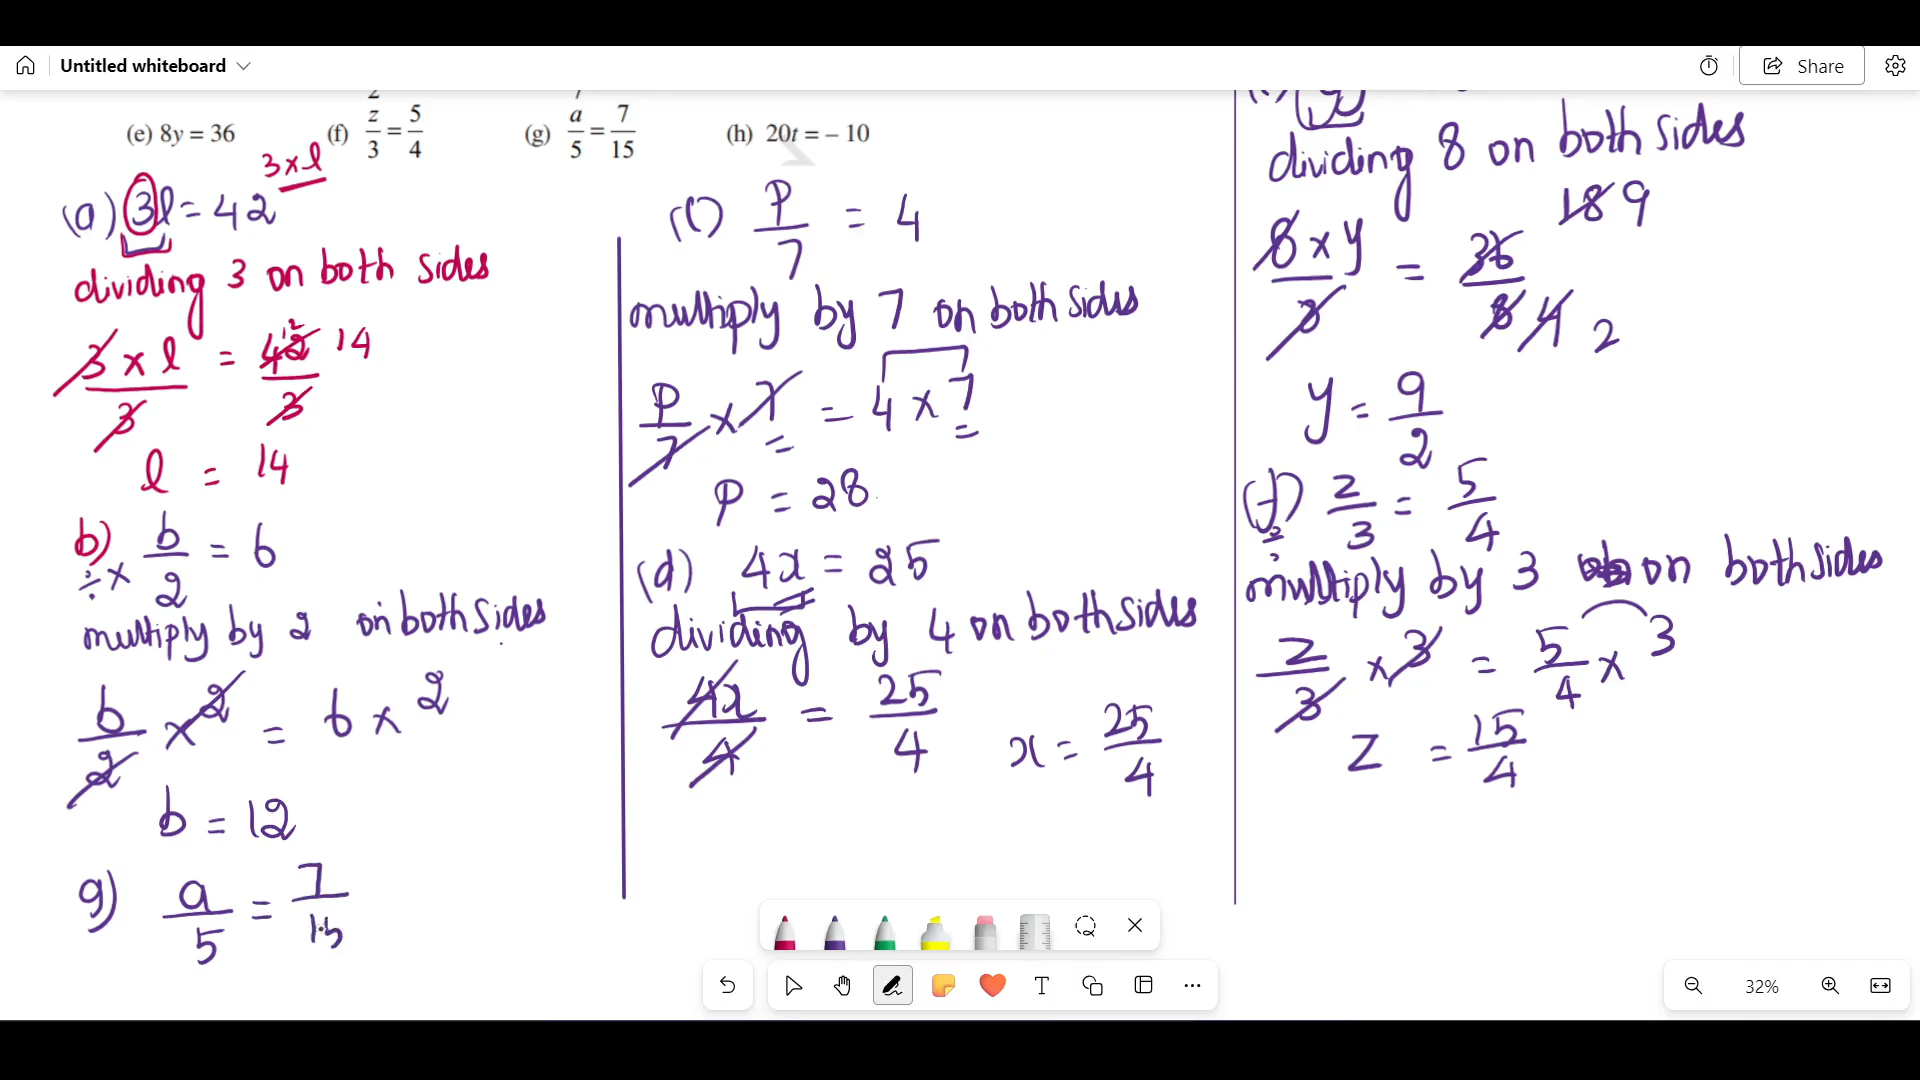 Untitled whiteboard
Share
(e) 8y = 36 (f) z/3 = 5/4 (g) a/5 = 7/15 (h) 20t = – 10
3 x l
(a) 3l = 42
dividing 3 on both sides
3 x l / 3 = 42 / 3 12 14
l = 14
b) b/2 = 6
÷ x
multiply by 2 on both sides
b/2 x 2 = 6 x 2
b = 12
g) a/5 = 7/15
(c) P/7 = 4
multiply by 7 on both sides
P/7 x 7 = 4 x 7
P = 28
(d) 4x = 25
dividing by 4 on both sides
4x/4 = 25/4 x = 25/4
dividing 8 on both sides
18 9
8 x y / 8 = 36 / 8 4 2
y = 9/2
(f) z/3 = 5/4
multiply by 3 on both sides
z/3 x 3 = 5/4 x 3
z = 15/4
32%